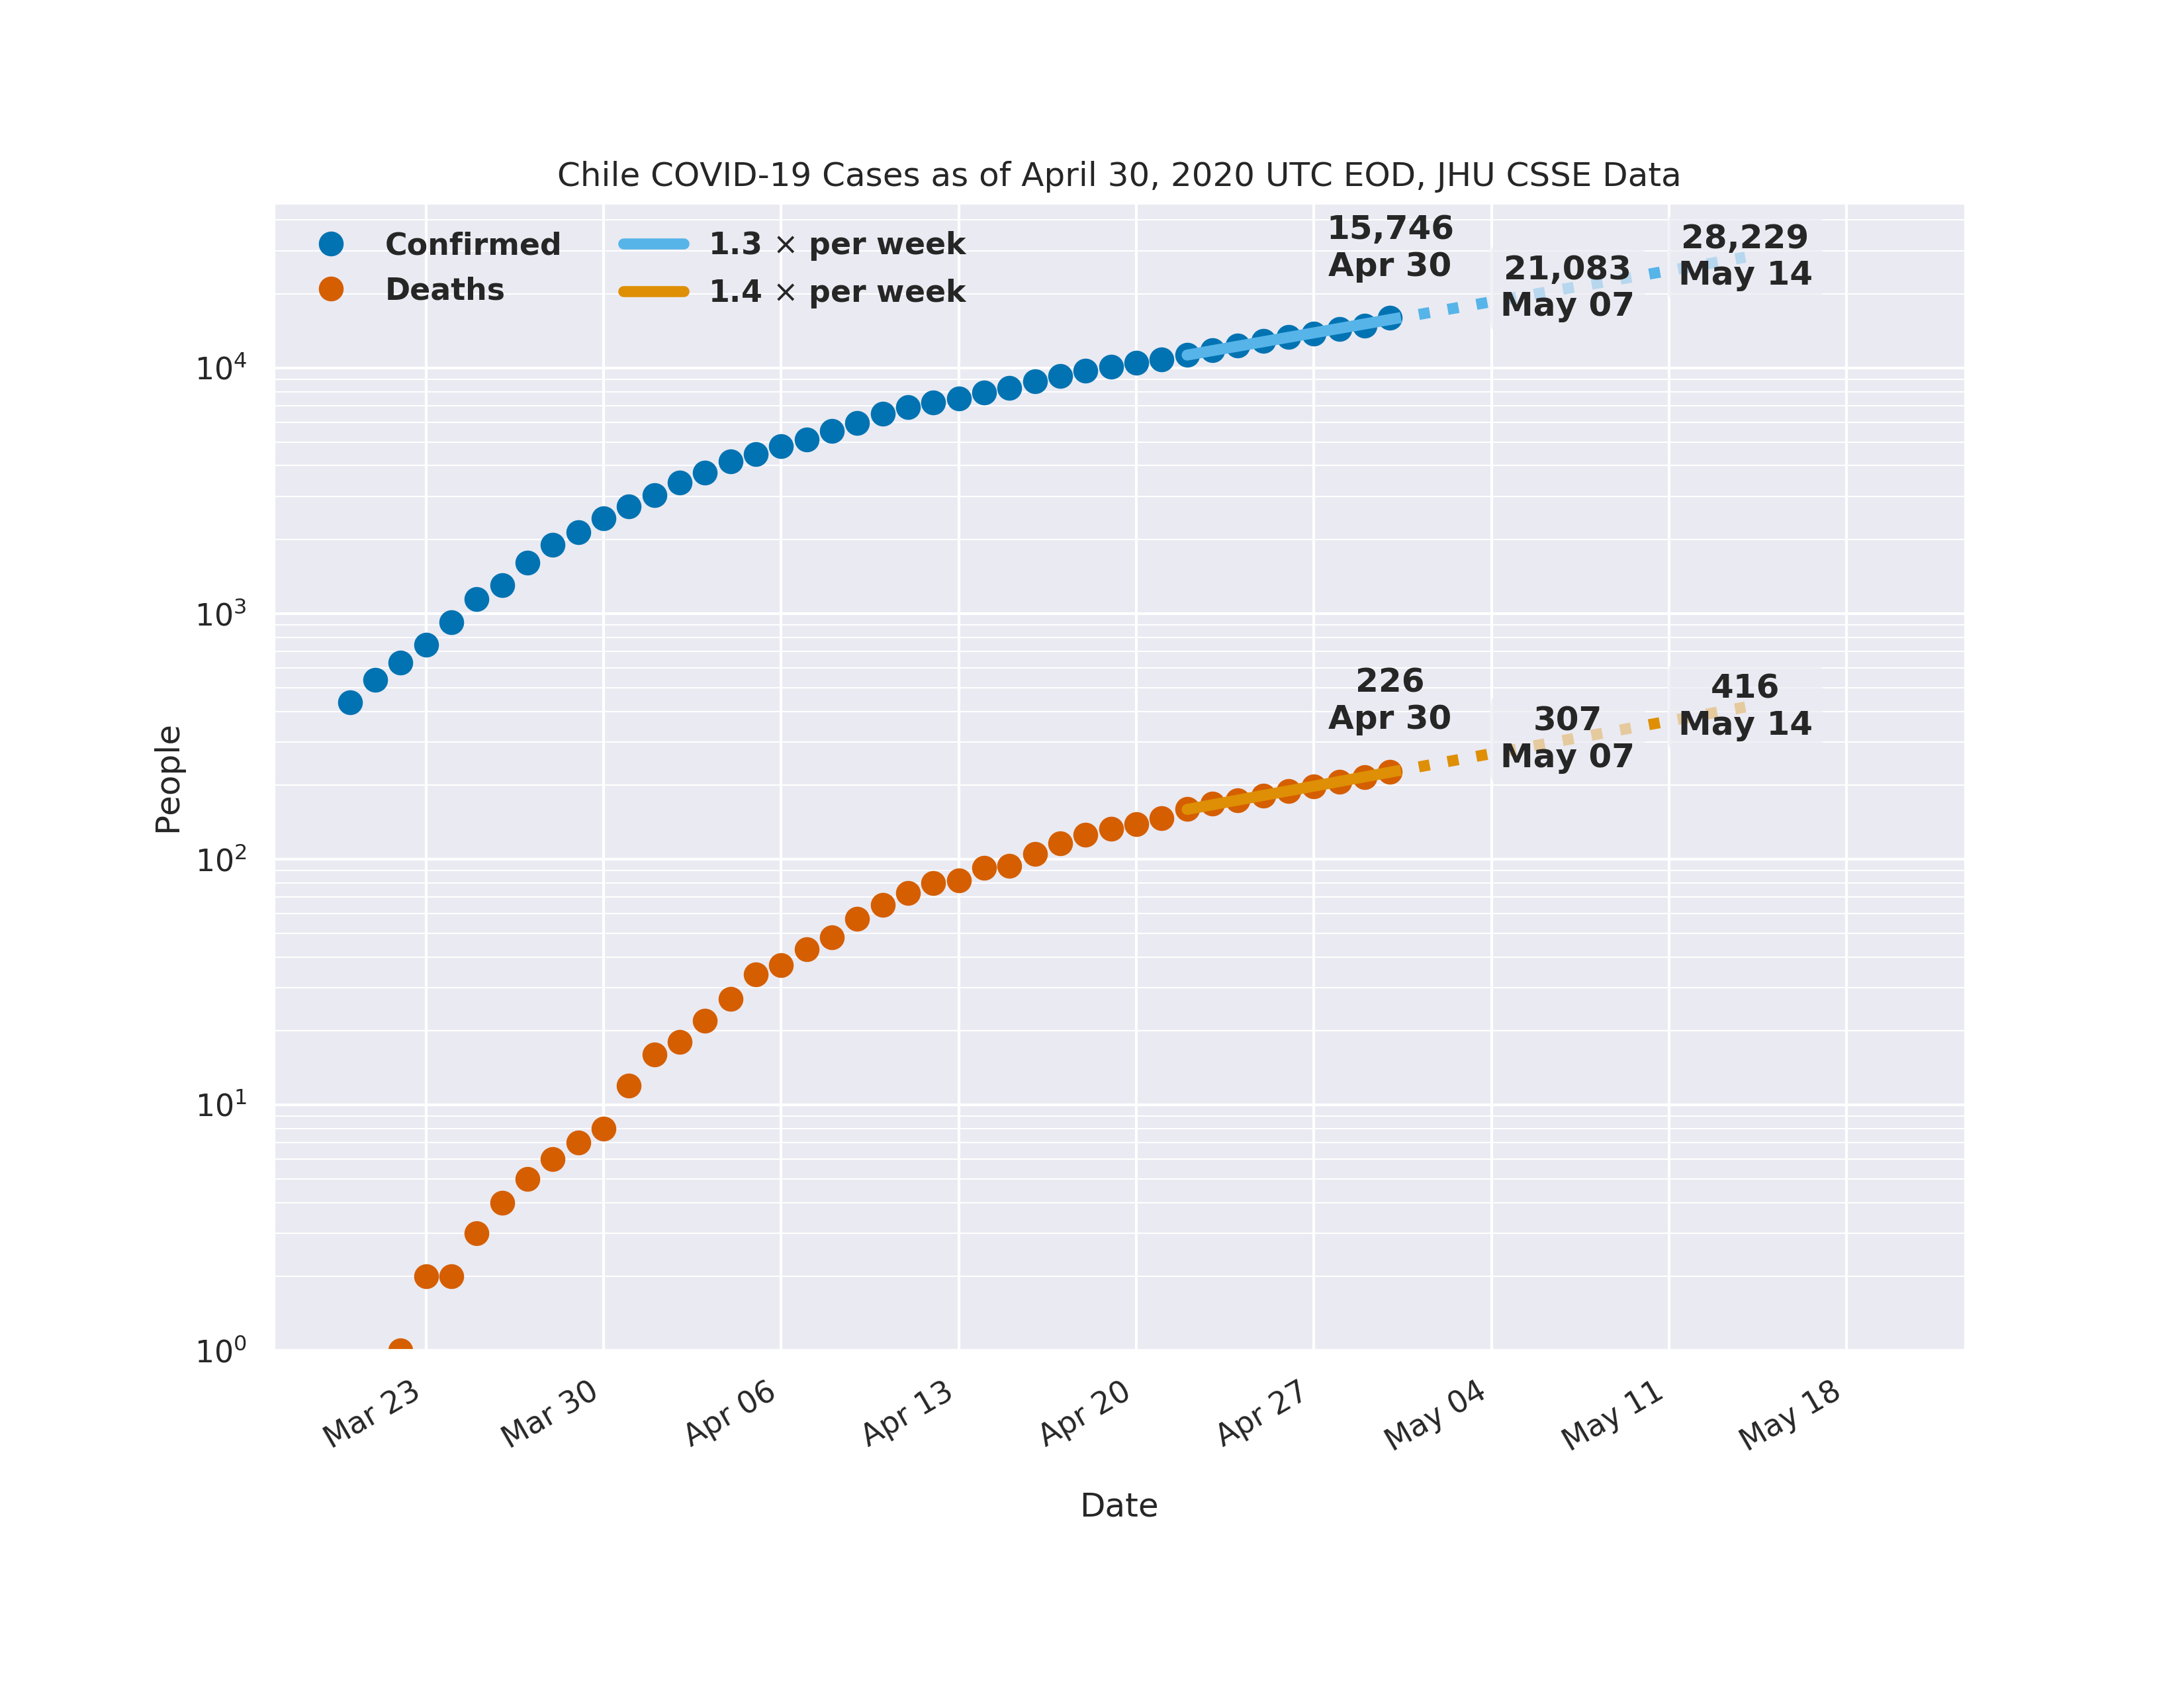 Chile COVID-19 Cases as of April 30, 2020 UTC EOD, JHU CSSE Data
Confirmed
Deaths
1.3 × per week
1.4 × per week
15,746
Apr 30
21,083
May 07
28,229
May 14
226
Apr 30
307
May 07
416
May 14
People
10⁴
10³
10²
10¹
10⁰
Mar 23
Mar 30
Apr 06
Apr 13
Apr 20
Apr 27
May 04
May 11
May 18
Date